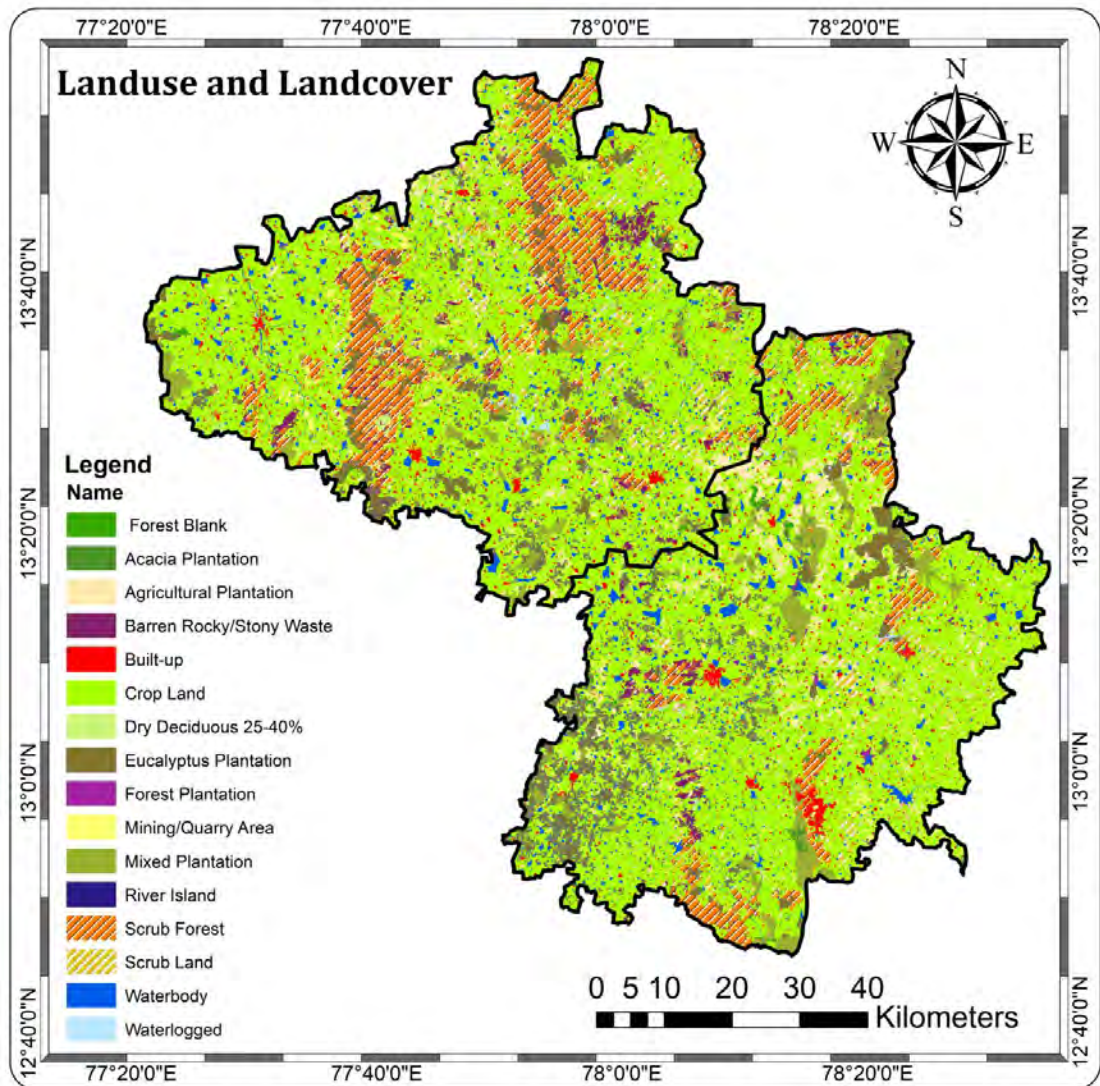 77°20'0"E 77°40'0"E 78°0'0"E 78°20'0"E
Landuse and Landcover
N
W E
S
13°40'0"N 13°40'0"N
13°20'0"N 13°20'0"N
13°0'0"N 13°0'0"N
12°40'0"N 12°40'0"N
Legend
Name
Forest Blank
Acacia Plantation
Agricultural Plantation
Barren Rocky/Stony Waste
Built-up
Crop Land
Dry Deciduous 25-40%
Eucalyptus Plantation
Forest Plantation
Mining/Quarry Area
Mixed Plantation
River Island
Scrub Forest
Scrub Land
Waterbody
Waterlogged
0 5 10 20 30 40
Kilometers
77°20'0"E 77°40'0"E 78°0'0"E 78°20'0"E